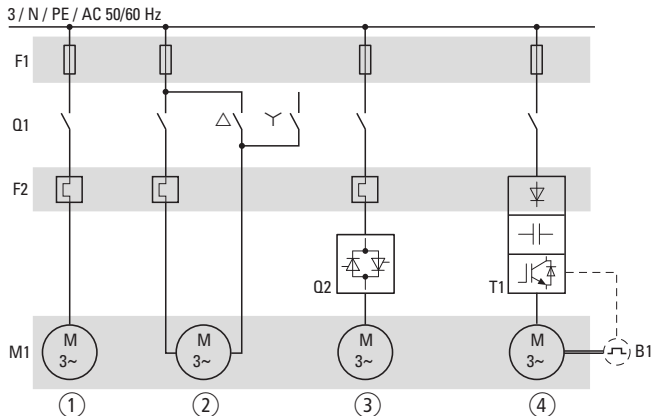 3 / N / PE / AC 50/60 Hz
F1
Q1
F2
Q2
T1
M1
M
3~
M
3~
M
3~
M
3~
B1
1
2
3
4